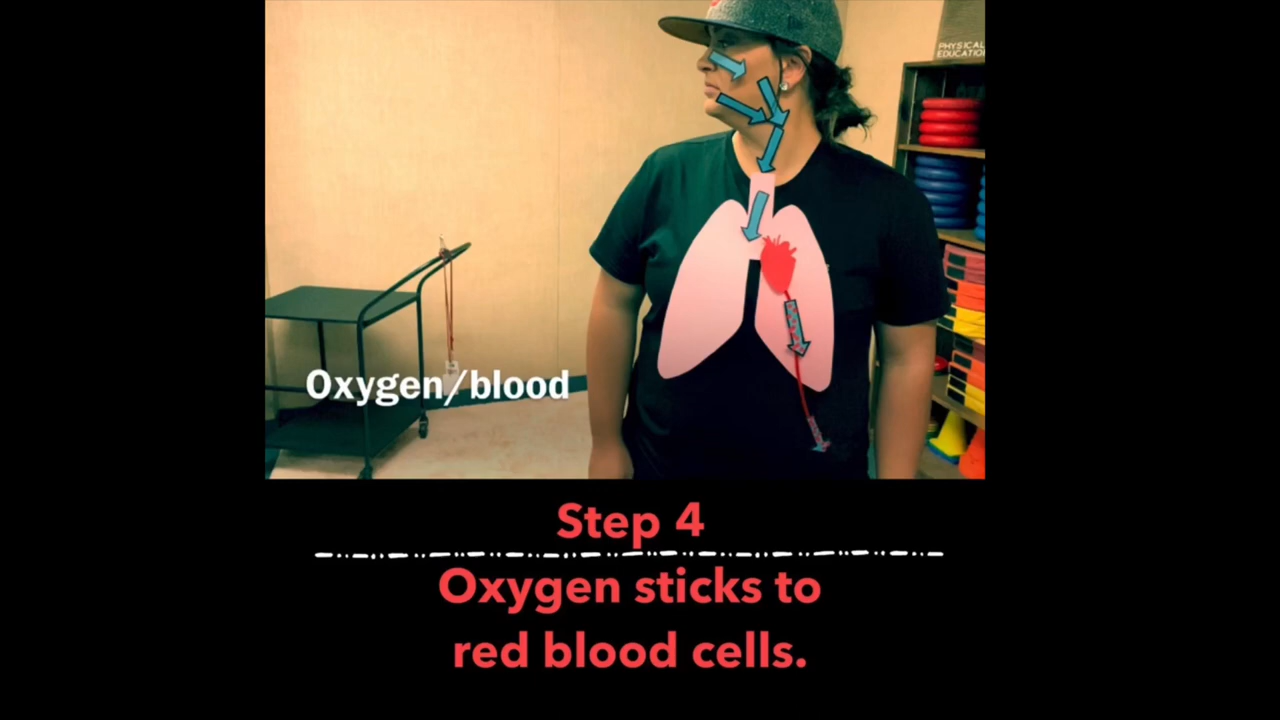 PHYSICAL
EDUCATION
Oxygen/blood
Step 4
Oxygen sticks to
red blood cells.